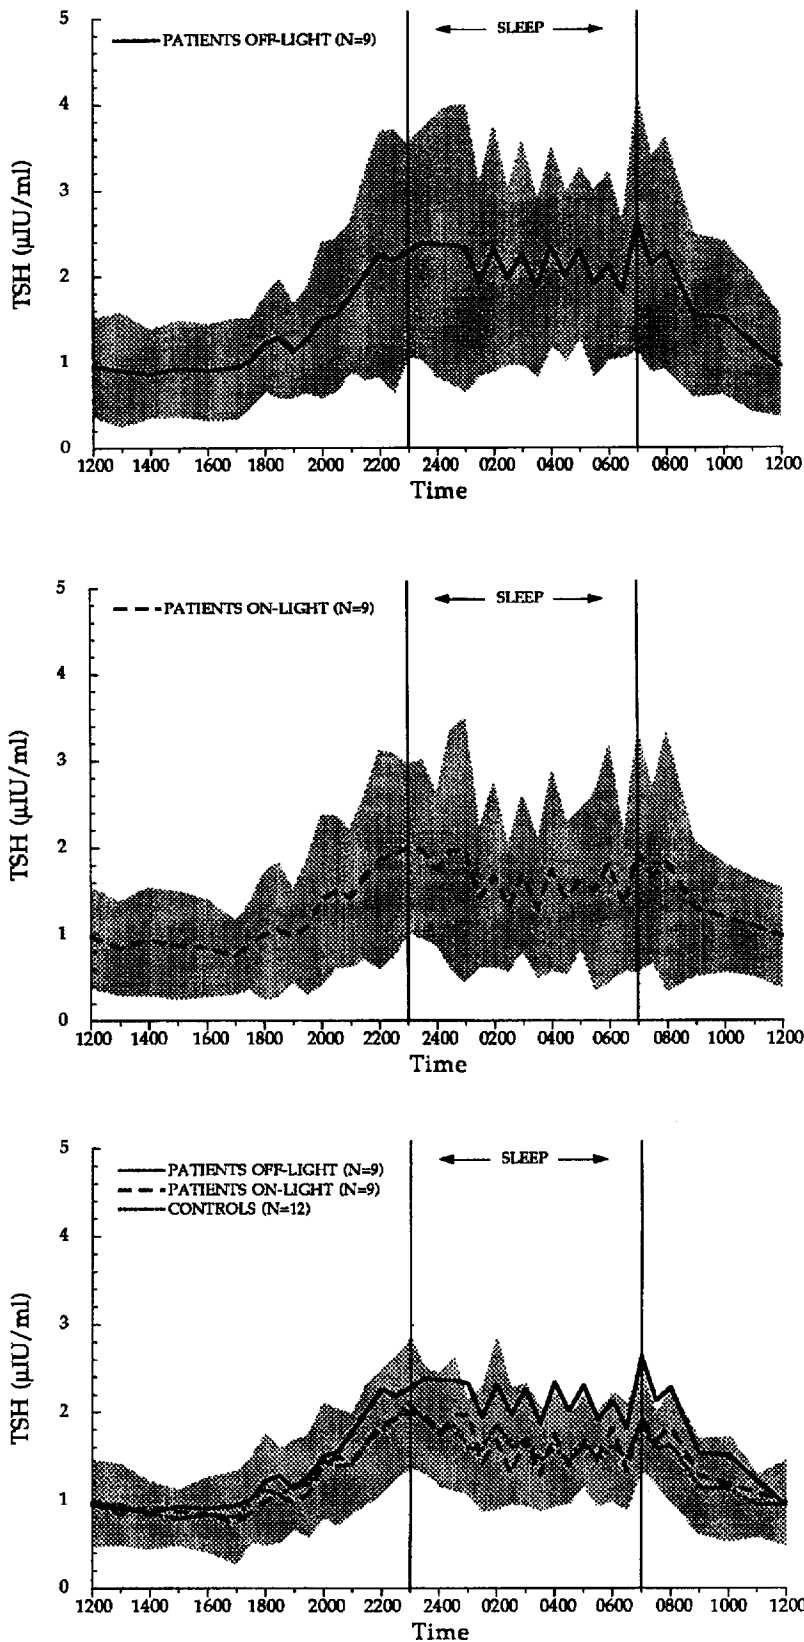 5
PATIENTS OFF-LIGHT (N=9)
SLEEP
4
3
TSH (µIU/ml)
2
1
0
1200 1400 1600 1800 2000 2200 2400 0200 0400 0600 0800 1000 1200
Time
5
PATIENTS ON-LIGHT (N=9)
SLEEP
4
3
TSH (µIU/ml)
2
1
0
1200 1400 1600 1800 2000 2200 2400 0200 0400 0600 0800 1000 1200
Time
5
PATIENTS OFF-LIGHT (N=9)
SLEEP
PATIENTS ON-LIGHT (N=9)
CONTROLS (N=12)
4
3
TSH (µIU/ml)
2
1
0
1200 1400 1600 1800 2000 2200 2400 0200 0400 0600 0800 1000 1200
Time